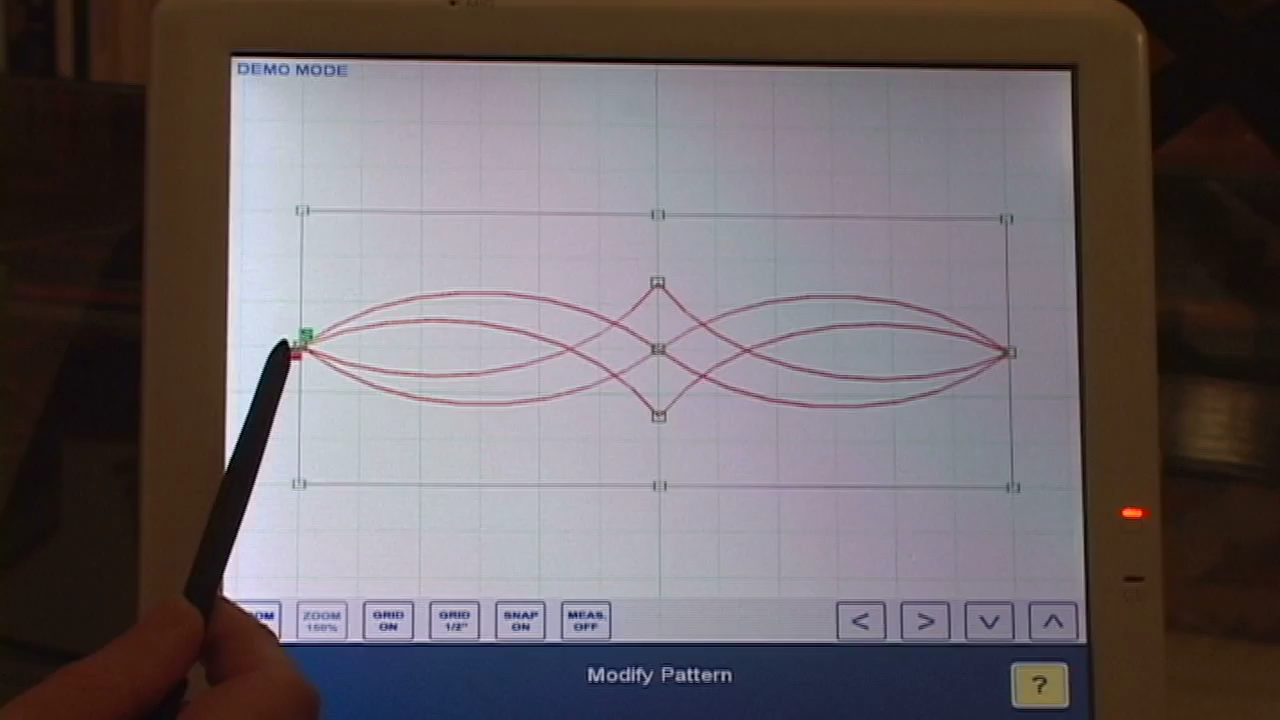 DEMO MODE
ZOOM
150%
GRID
ON
GRID
1/2"
SNAP
ON
MEAS.
OFF
< > V ^
Modify Pattern
?